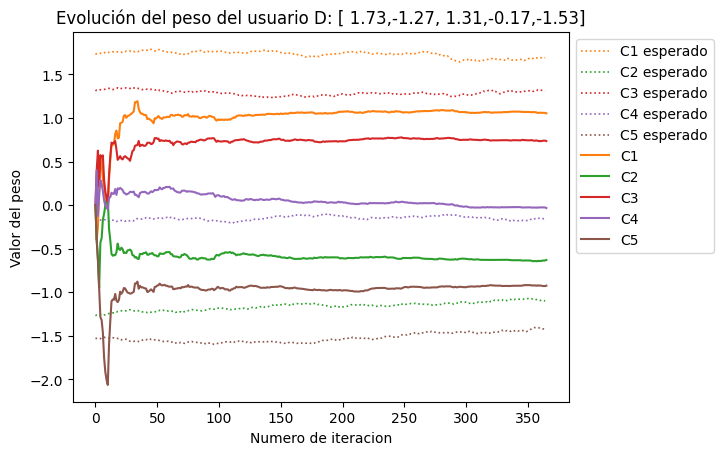 Evolución del peso del usuario D: [ 1.73,-1.27, 1.31,-0.17,-1.53]
1.5
1.0
0.5
0.0
−0.5
−1.0
−1.5
−2.0
Valor del peso
0 50 100 150 200 250 300 350
Numero de iteracion
C1 esperado
C2 esperado
C3 esperado
C4 esperado
C5 esperado
C1
C2
C3
C4
C5